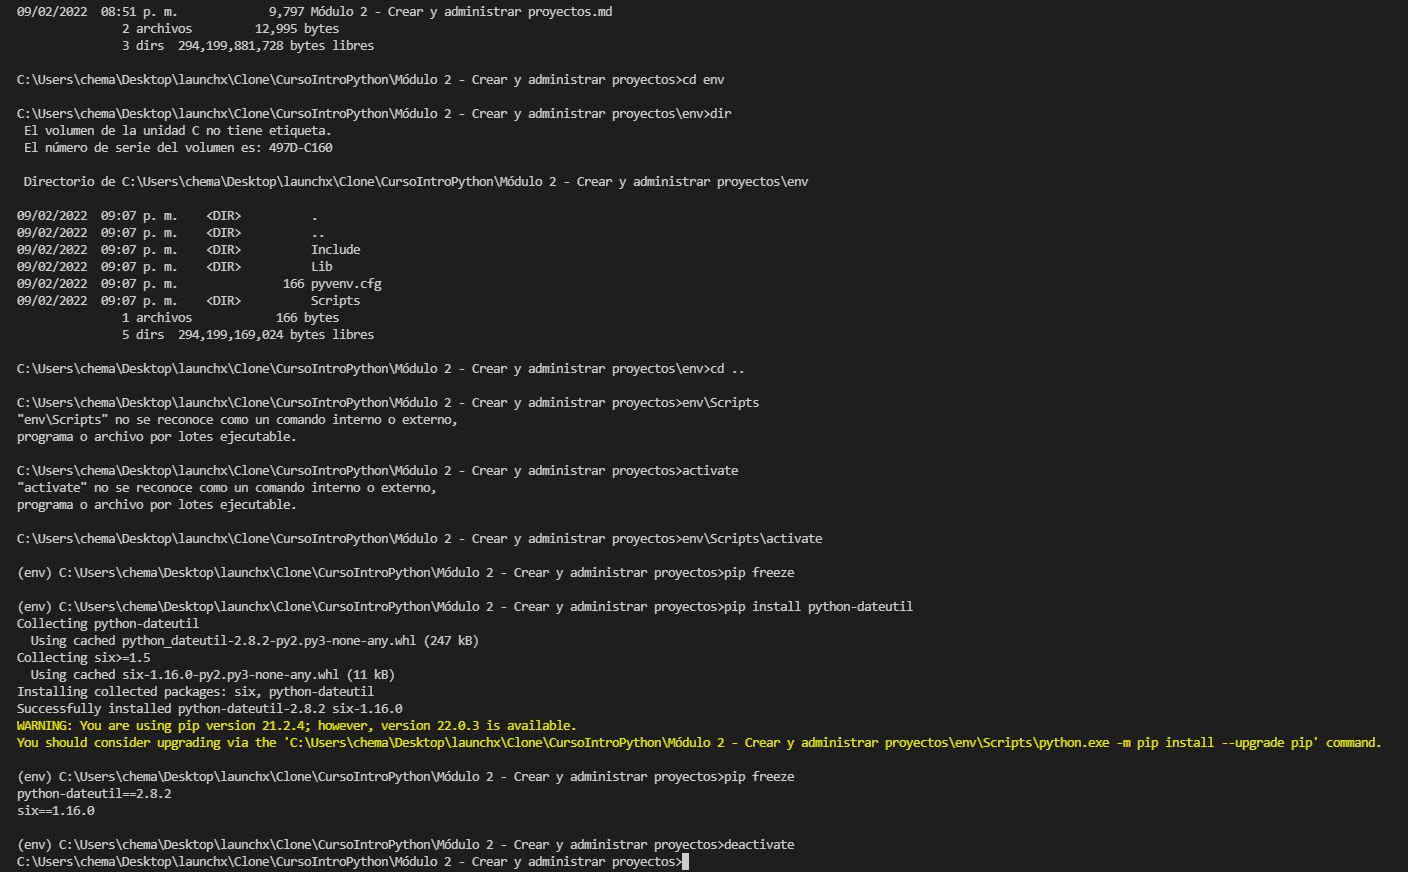 09/02/2022  08:51 p. m.             9,797 Módulo 2 - Crear y administrar proyectos.md
               2 archivos         12,995 bytes
               3 dirs  294,199,881,728 bytes libres
C:\Users\chema\Desktop\launchx\Clone\CursoIntroPython\Módulo 2 - Crear y administrar proyectos>cd env
C:\Users\chema\Desktop\launchx\Clone\CursoIntroPython\Módulo 2 - Crear y administrar proyectos\env>dir
 El volumen de la unidad C no tiene etiqueta.
 El número de serie del volumen es: 497D-C160
 Directorio de C:\Users\chema\Desktop\launchx\Clone\CursoIntroPython\Módulo 2 - Crear y administrar proyectos\env
09/02/2022  09:07 p. m.    <DIR>          .
09/02/2022  09:07 p. m.    <DIR>          ..
09/02/2022  09:07 p. m.    <DIR>          Include
09/02/2022  09:07 p. m.    <DIR>          Lib
09/02/2022  09:07 p. m.               166 pyvenv.cfg
09/02/2022  09:07 p. m.    <DIR>          Scripts
               1 archivos            166 bytes
               5 dirs  294,199,169,024 bytes libres
C:\Users\chema\Desktop\launchx\Clone\CursoIntroPython\Módulo 2 - Crear y administrar proyectos\env>cd ..
C:\Users\chema\Desktop\launchx\Clone\CursoIntroPython\Módulo 2 - Crear y administrar proyectos>env\Scripts
"env\Scripts" no se reconoce como un comando interno o externo,
programa o archivo por lotes ejecutable.
C:\Users\chema\Desktop\launchx\Clone\CursoIntroPython\Módulo 2 - Crear y administrar proyectos>activate
"activate" no se reconoce como un comando interno o externo,
programa o archivo por lotes ejecutable.
C:\Users\chema\Desktop\launchx\Clone\CursoIntroPython\Módulo 2 - Crear y administrar proyectos>env\Scripts\activate
(env) C:\Users\chema\Desktop\launchx\Clone\CursoIntroPython\Módulo 2 - Crear y administrar proyectos>pip freeze
(env) C:\Users\chema\Desktop\launchx\Clone\CursoIntroPython\Módulo 2 - Crear y administrar proyectos>pip install python-dateutil
Collecting python-dateutil
  Using cached python_dateutil-2.8.2-py2.py3-none-any.whl (247 kB)
Collecting six>=1.5
  Using cached six-1.16.0-py2.py3-none-any.whl (11 kB)
Installing collected packages: six, python-dateutil
Successfully installed python-dateutil-2.8.2 six-1.16.0
WARNING: You are using pip version 21.2.4; however, version 22.0.3 is available.
You should consider upgrading via the 'C:\Users\chema\Desktop\launchx\Clone\CursoIntroPython\Módulo 2 - Crear y administrar proyectos\env\Scripts\python.exe -m pip install --upgrade pip' command.
(env) C:\Users\chema\Desktop\launchx\Clone\CursoIntroPython\Módulo 2 - Crear y administrar proyectos>pip freeze
python-dateutil==2.8.2
six==1.16.0
(env) C:\Users\chema\Desktop\launchx\Clone\CursoIntroPython\Módulo 2 - Crear y administrar proyectos>deactivate
C:\Users\chema\Desktop\launchx\Clone\CursoIntroPython\Módulo 2 - Crear y administrar proyectos>